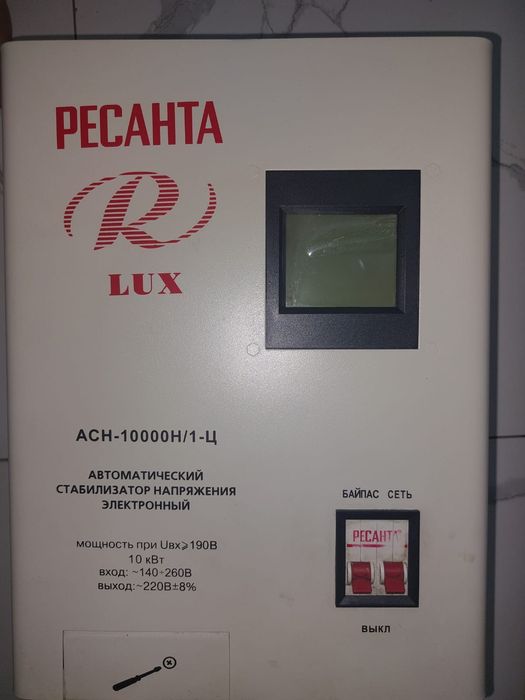 РЕСАНТА
R
LUX
АСН-10000Н/1-Ц
АВТОМАТИЧЕСКИЙ
СТАБИЛИЗАТОР НАПРЯЖЕНИЯ
ЭЛЕКТРОННЫЙ
мощность при Uвх⩾190В
10 кВт
вход: ~140÷260В
выход:~220В±8%
БАЙПАС СЕТЬ
РЕСАНТА
ВЫКЛ